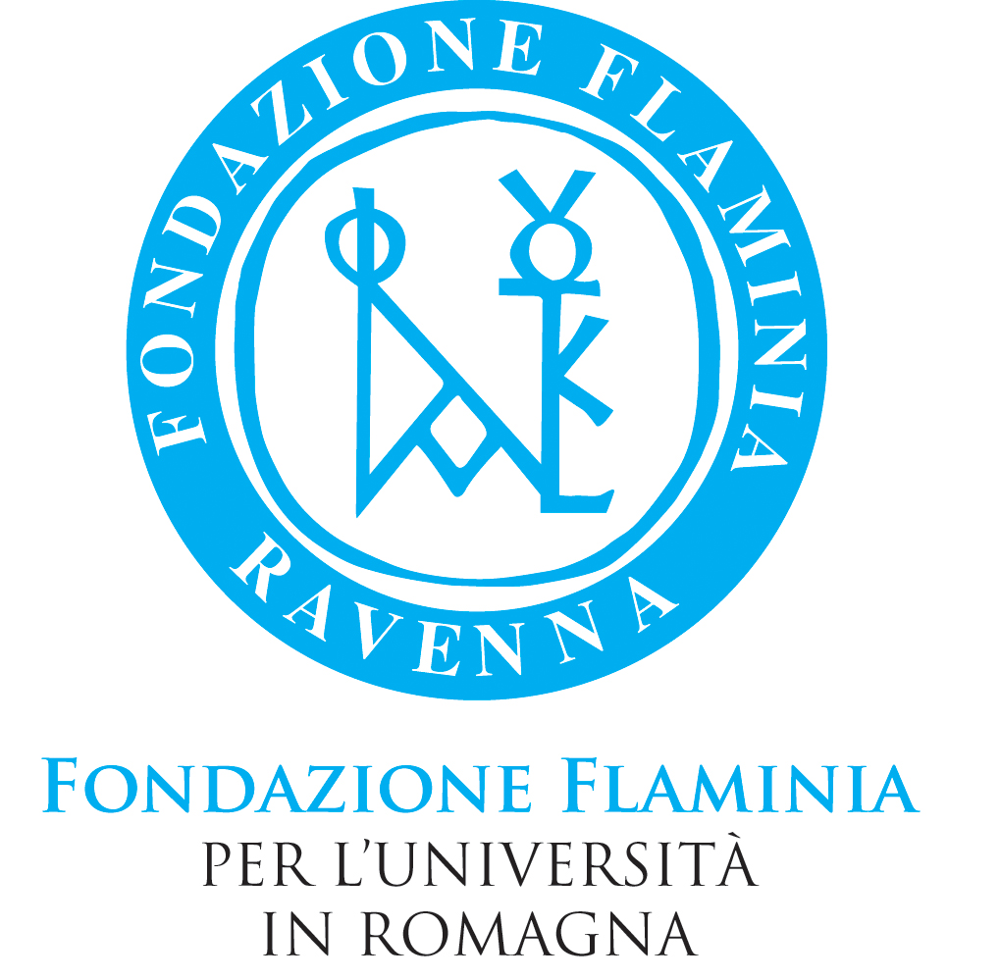 FONDAZIONE FLAMINIA
RAVENNA
FONDAZIONE FLAMINIA
PER L'UNIVERSITÀ
IN ROMAGNA